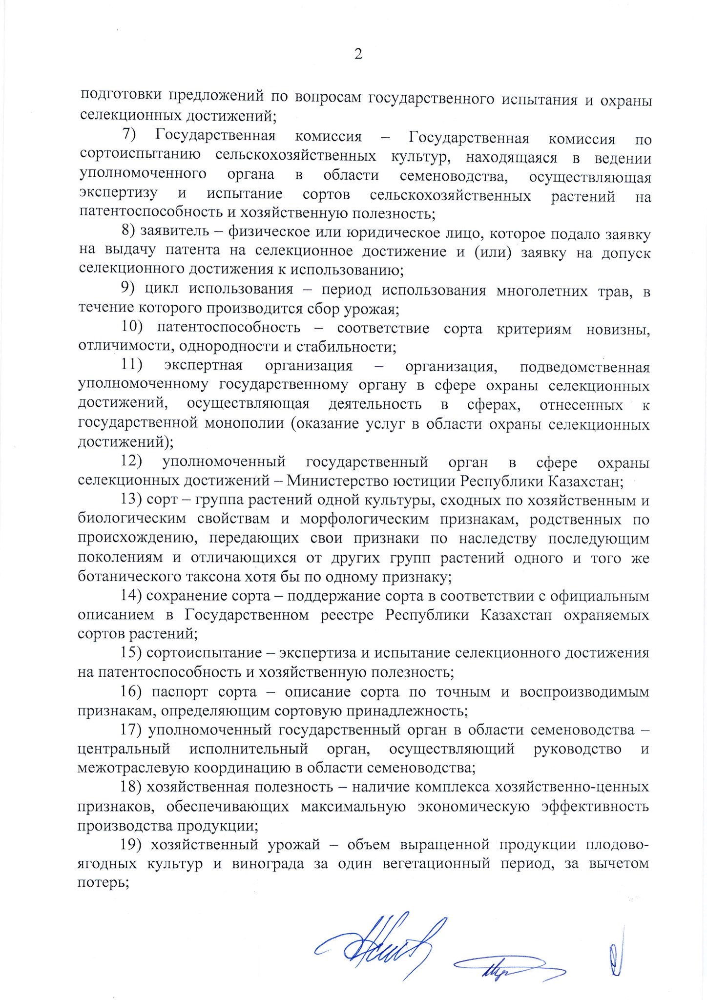 2
подготовки предложений по вопросам государственного испытания и охраны
селекционных достижений;
7) Государственная комиссия – Государственная комиссия по
сортоиспытанию сельскохозяйственных культур, находящаяся в ведении
уполномоченного органа в области семеноводства, осуществляющая
экспертизу и испытание сортов сельскохозяйственных растений на
патентоспособность и хозяйственную полезность;
8) заявитель – физическое или юридическое лицо, которое подало заявку
на выдачу патента на селекционное достижение и (или) заявку на допуск
селекционного достижения к использованию;
9) цикл использования – период использования многолетних трав, в
течение которого производится сбор урожая;
10) патентоспособность – соответствие сорта критериям новизны,
отличимости, однородности и стабильности;
11) экспертная организация – организация, подведомственная
уполномоченному государственному органу в сфере охраны селекционных
достижений, осуществляющая деятельность в сферах, отнесенных к
государственной монополии (оказание услуг в области охраны селекционных
достижений);
12) уполномоченный государственный орган в сфере охраны
селекционных достижений – Министерство юстиции Республики Казахстан;
13) сорт – группа растений одной культуры, сходных по хозяйственным и
биологическим свойствам и морфологическим признакам, родственных по
происхождению, передающих свои признаки по наследству последующим
поколениям и отличающихся от других групп растений одного и того же
ботанического таксона хотя бы по одному признаку;
14) сохранение сорта – поддержание сорта в соответствии с официальным
описанием в Государственном реестре Республики Казахстан охраняемых
сортов растений;
15) сортоиспытание – экспертиза и испытание селекционного достижения
на патентоспособность и хозяйственную полезность;
16) паспорт сорта – описание сорта по точным и воспроизводимым
признакам, определяющим сортовую принадлежность;
17) уполномоченный государственный орган в области семеноводства –
центральный исполнительный орган, осуществляющий руководство и
межотраслевую координацию в области семеноводства;
18) хозяйственная полезность – наличие комплекса хозяйственно-ценных
признаков, обеспечивающих максимальную экономическую эффективность
производства продукции;
19) хозяйственный урожай – объем выращенной продукции плодово-
ягодных культур и винограда за один вегетационный период, за вычетом
потерь;